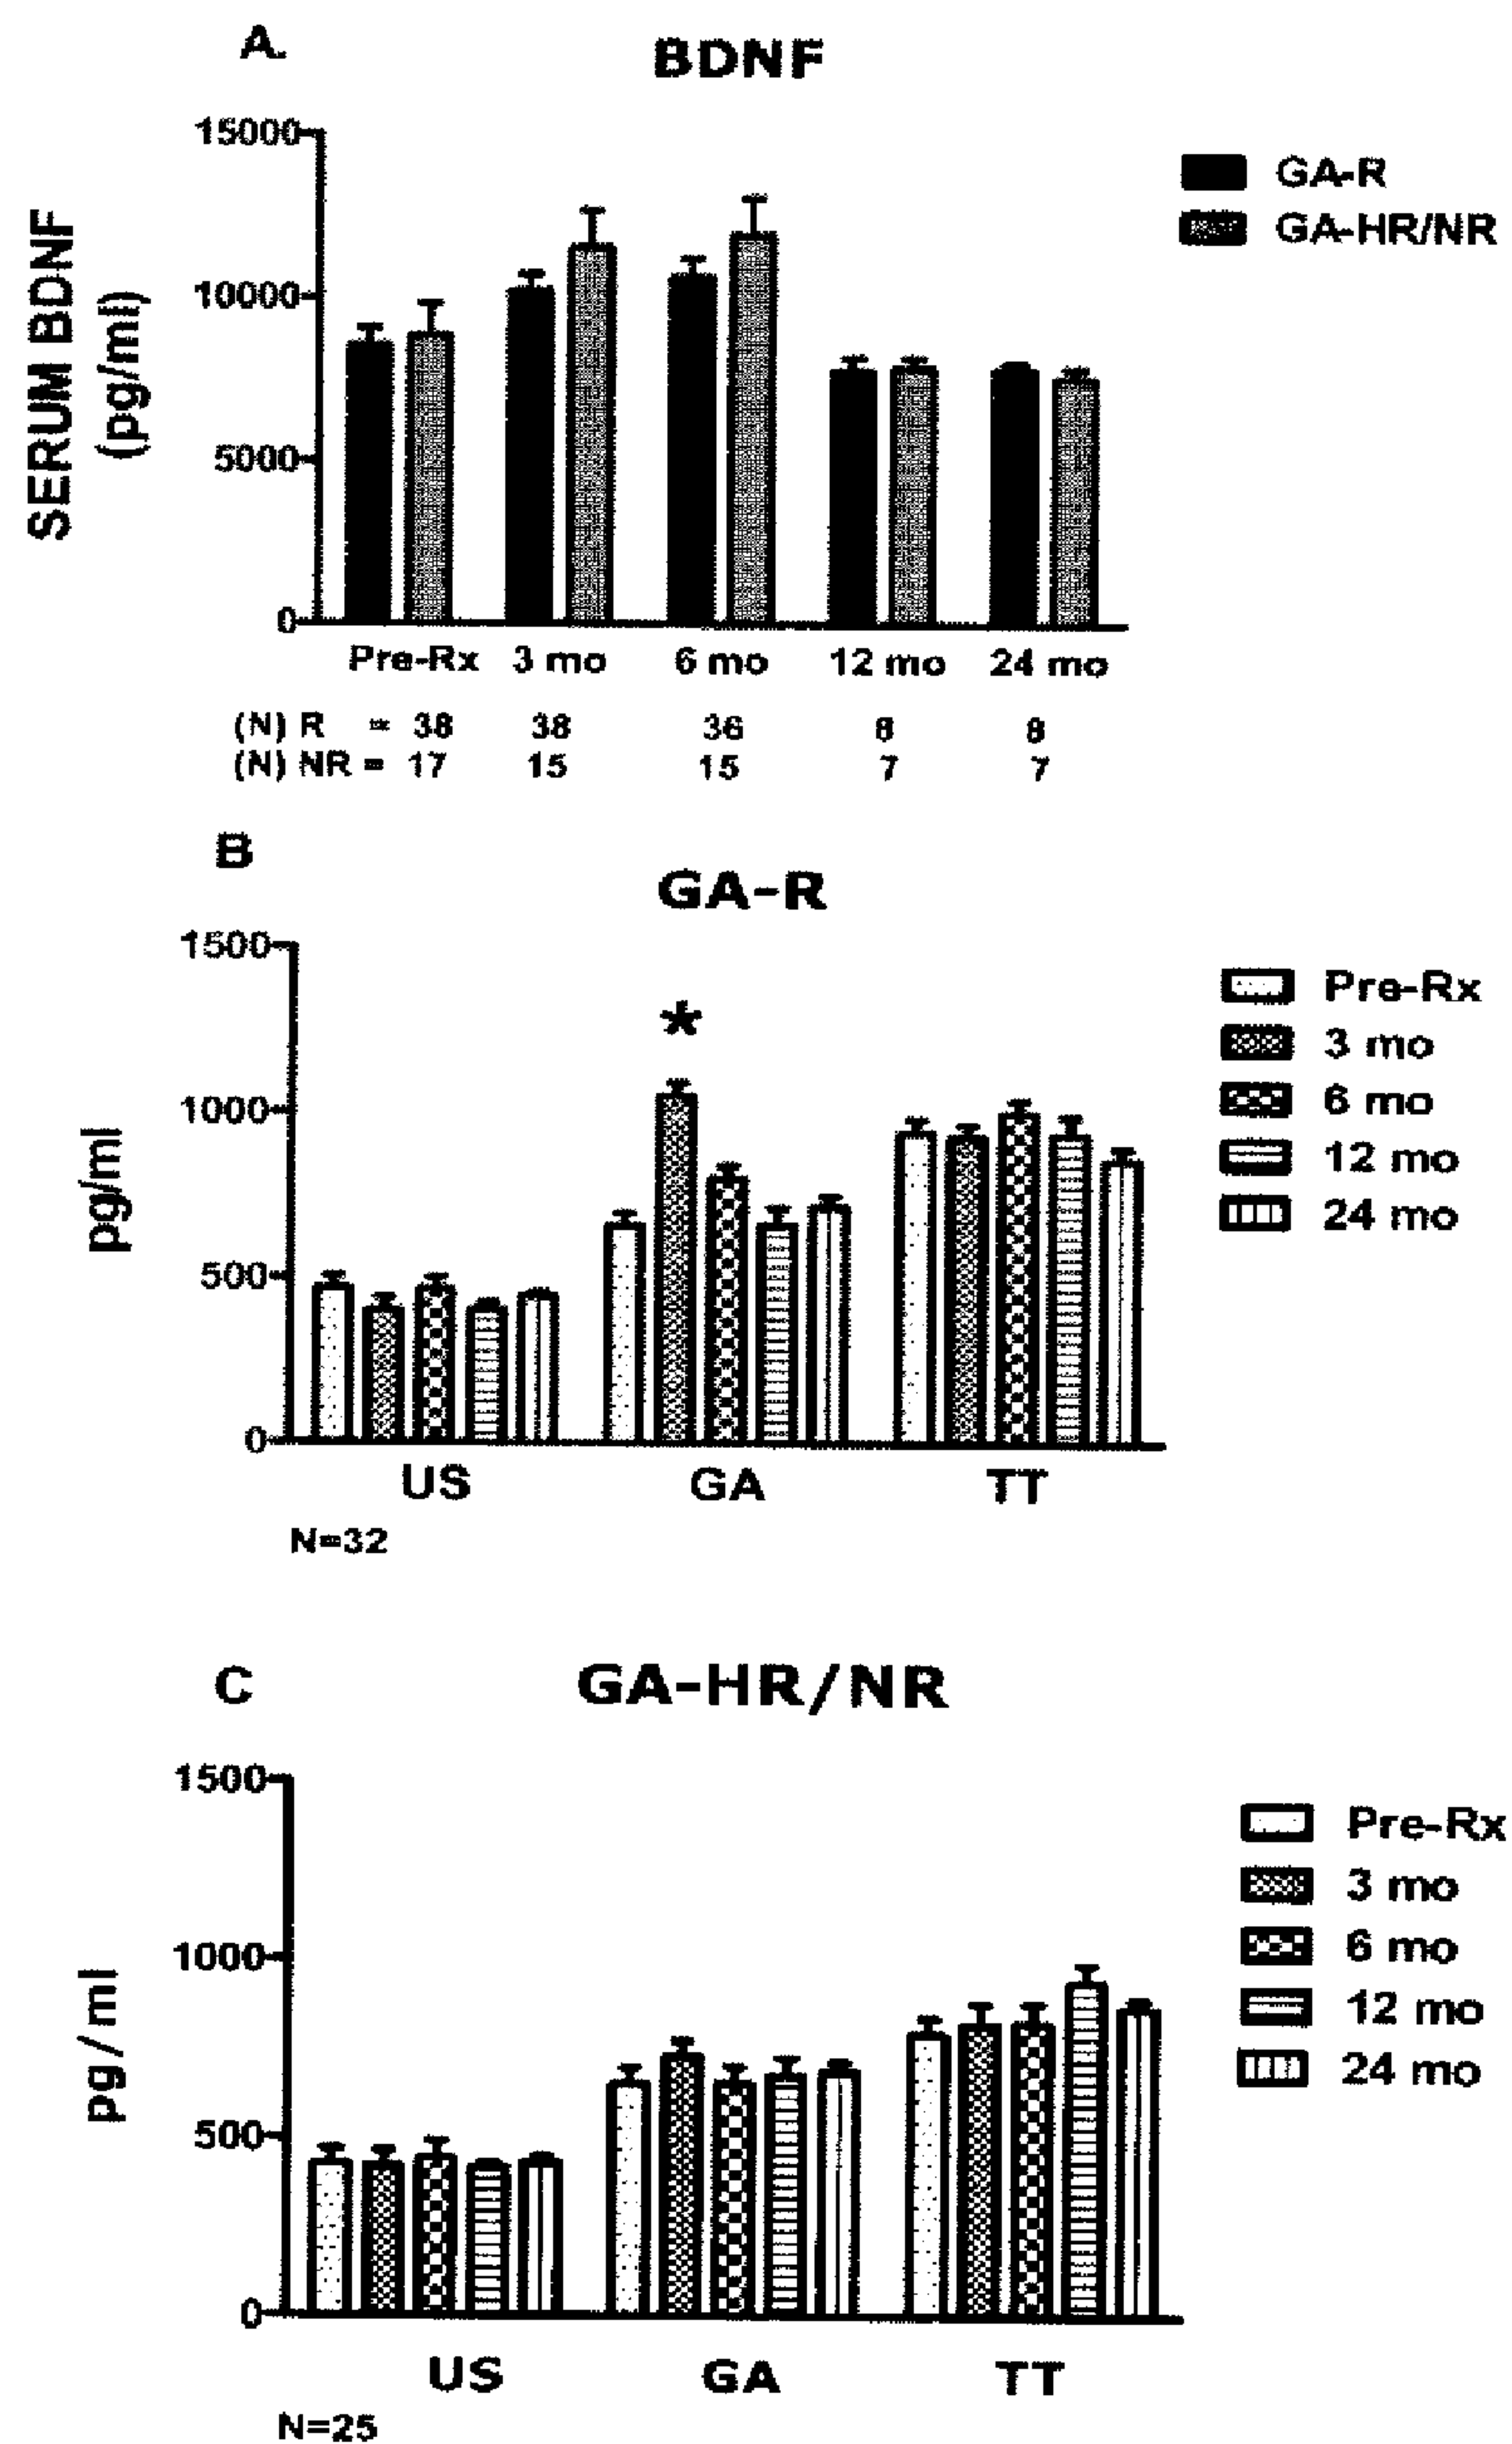 A.
BDNF
15000
10000
5000
0
SERUM BDNF
(pg/ml)
GA-R
GA-HR/NR
Pre-Rx 3 mo 6 mo 12 mo 24 mo
(N) R = 38 38 36 8 8
(N) NR = 17 15 15 7 7
B
GA-R
1500
1000
500
0
pg/ml
*
Pre-Rx
3 mo
6 mo
12 mo
24 mo
US GA TT
N=32
C
GA-HR/NR
1500
1000
500
0
pg/ml
Pre-Rx
3 mo
6 mo
12 mo
24 mo
US GA TT
N=25